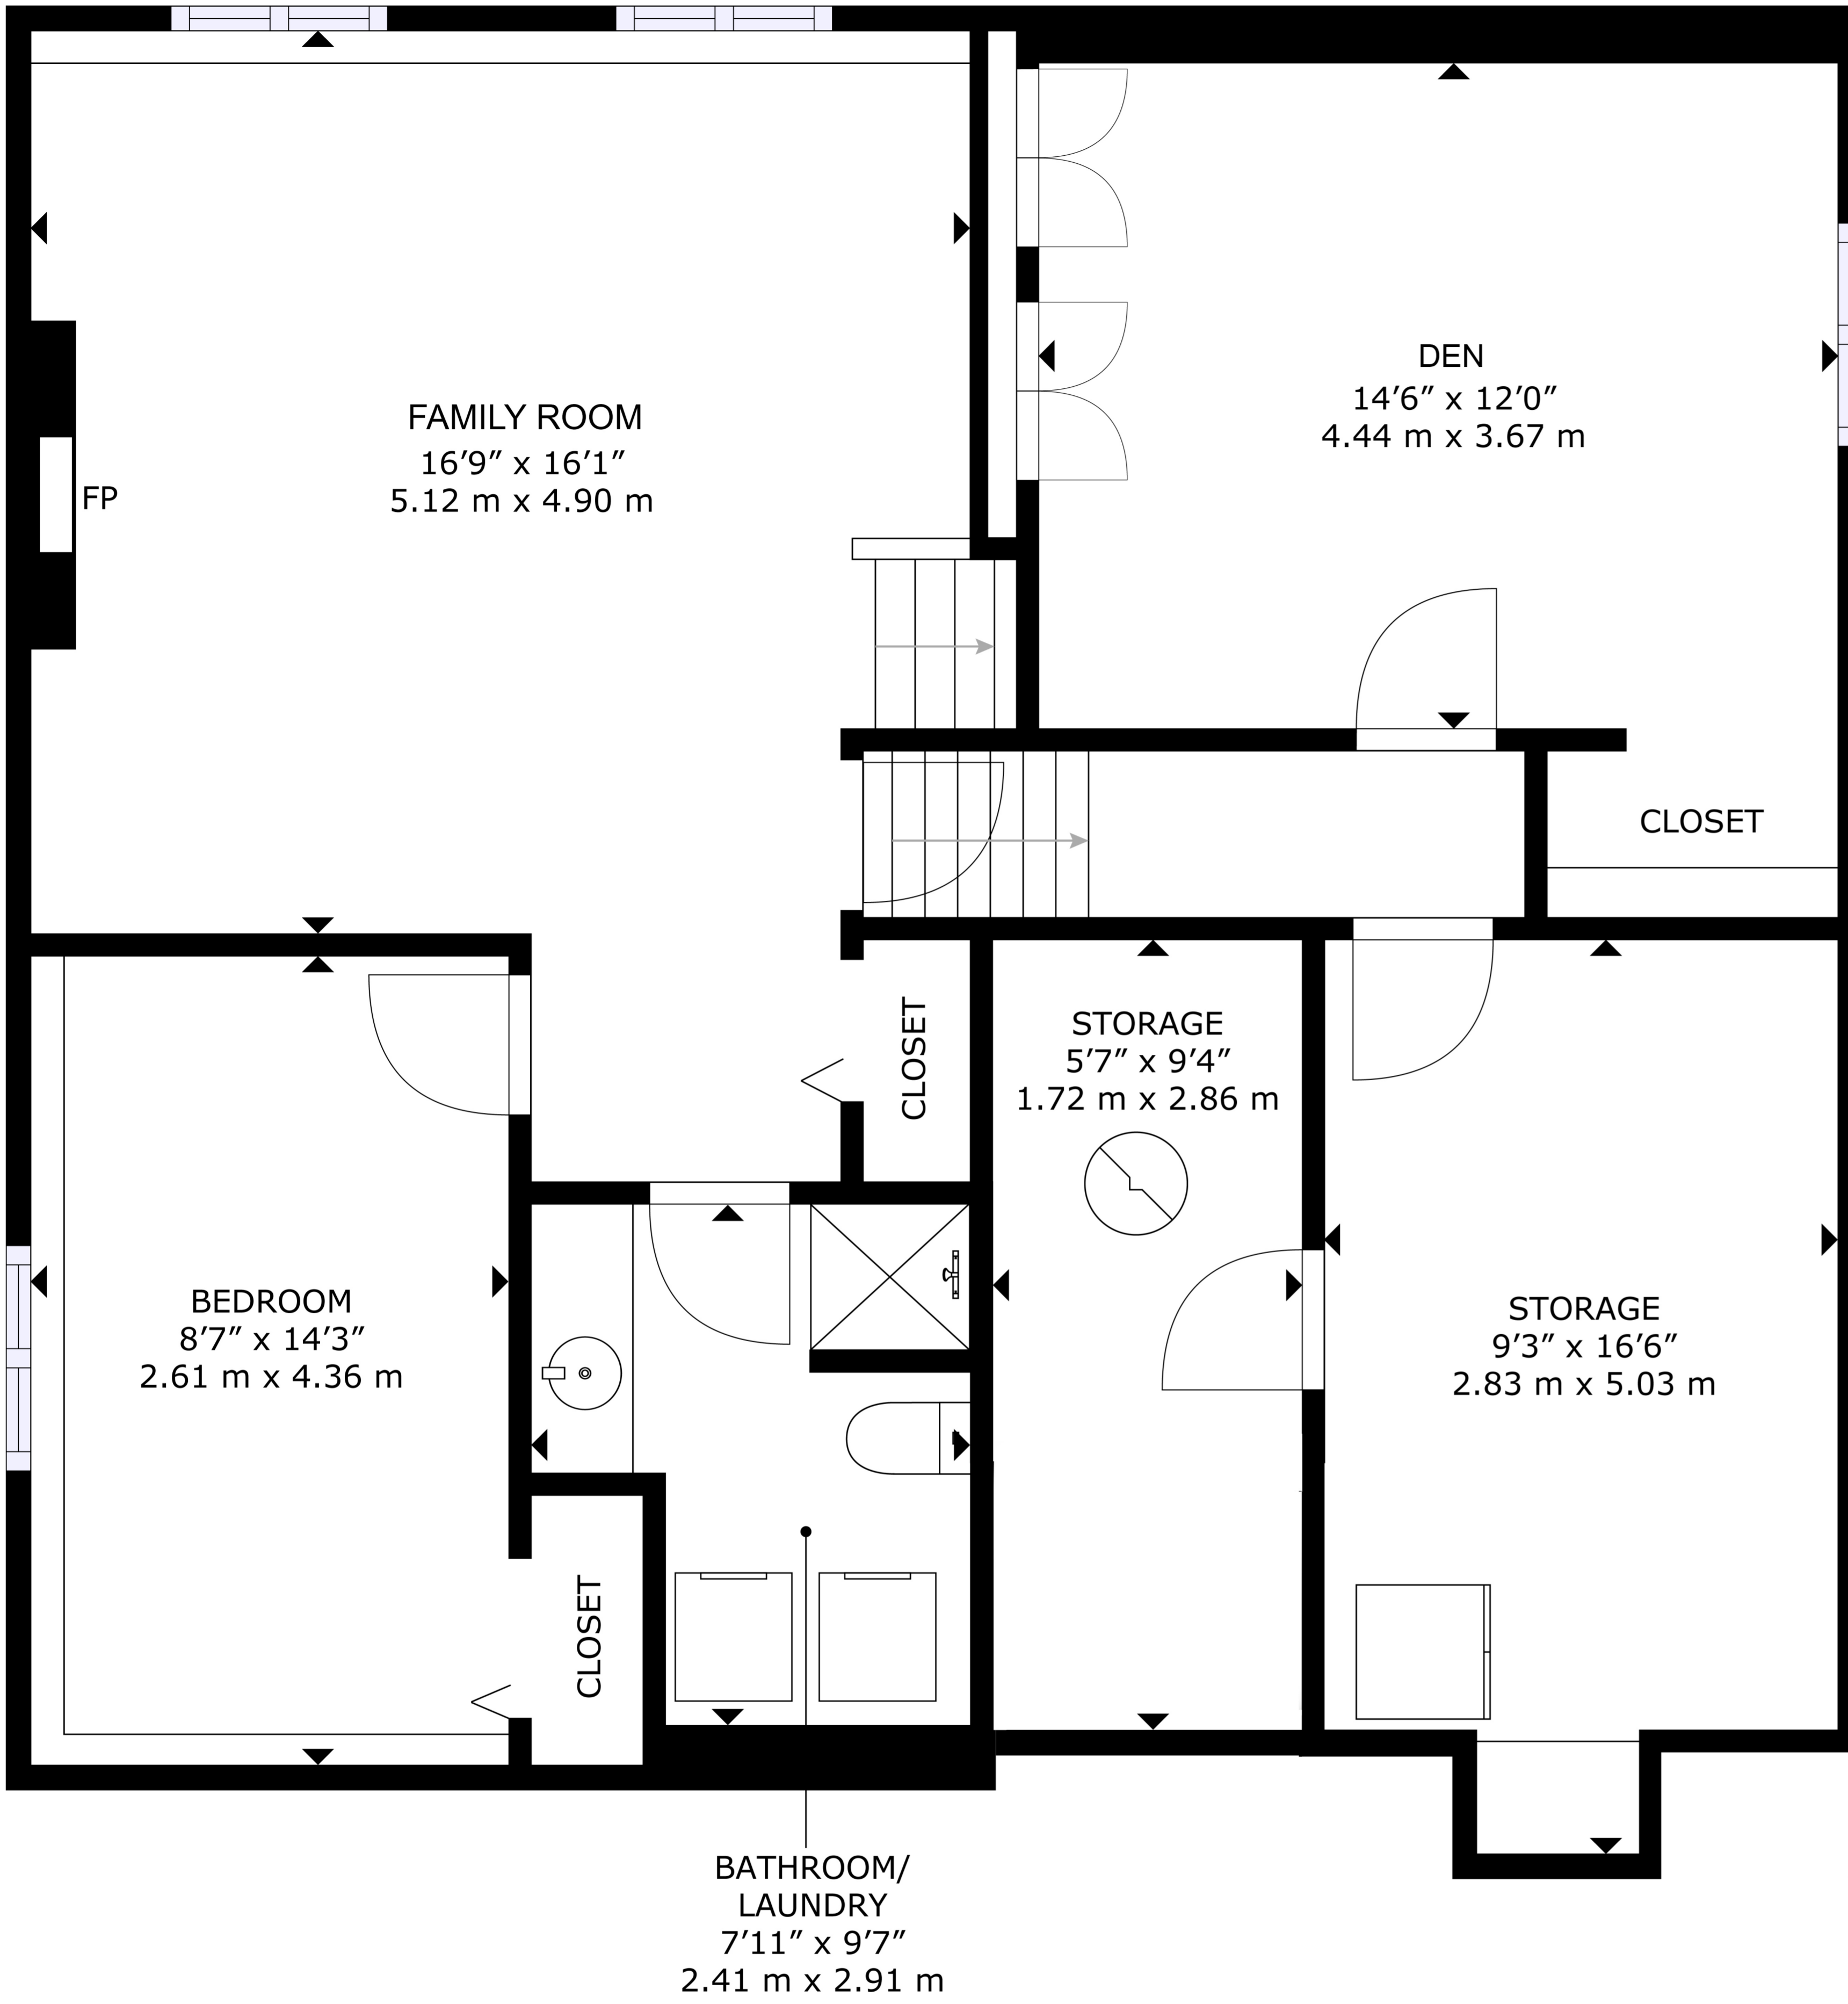 FAMILY ROOM
16′9″ x 16′1″
5.12 m x 4.90 m
FP
DEN
14′6″ x 12′0″
4.44 m x 3.67 m
CLOSET
CLOSET
STORAGE
5′7″ x 9′4″
1.72 m x 2.86 m
BEDROOM
8′7″ x 14′3″
2.61 m x 4.36 m
STORAGE
9′3″ x 16′6″
2.83 m x 5.03 m
CLOSET
BATHROOM/
LAUNDRY
7′11″ x 9′7″
2.41 m x 2.91 m